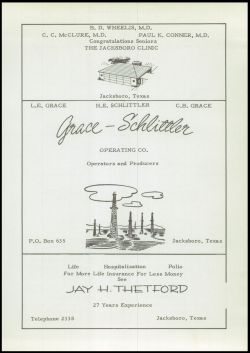 H. D. WHEELIS, M.D.
C. C. McCLURE, M.D. PAUL K. CONNER, M.D.
Congratulations Seniors
THE JACKSBORO CLINIC
Jacksboro, Texas
L.E. GRACE H.E. SCHLITTLER C.B. GRACE
Grace - Schlittler
OPERATING CO.
Operators and Producers
P.O. Box 655 Jacksboro, Texas
Life Hospitalization Polio
For More Life Insurance For Less Money
See
JAY H. THETFORD
27 Years Experience
Telephone 2338 Jacksboro, Texas